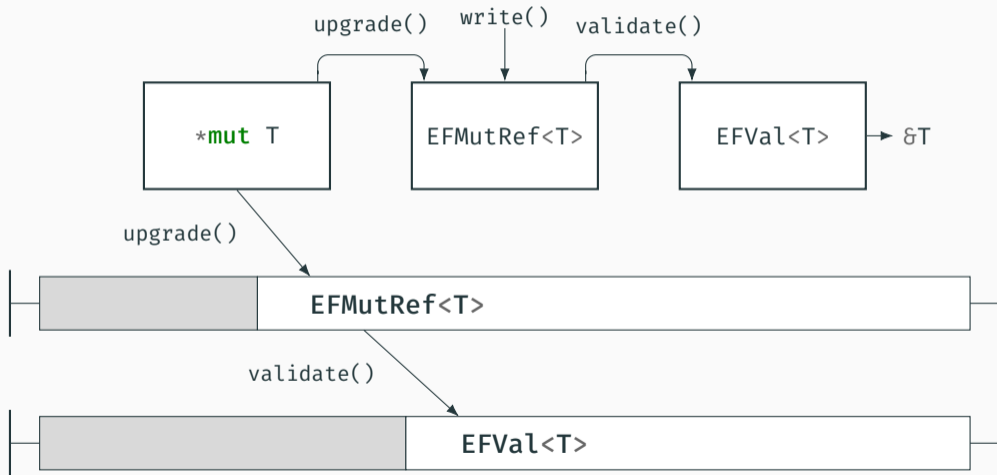 upgrade()
write()
validate()
*mut T
EFMutRef<T>
EFVal<T>
&T
upgrade()
EFMutRef<T>
validate()
EFVal<T>